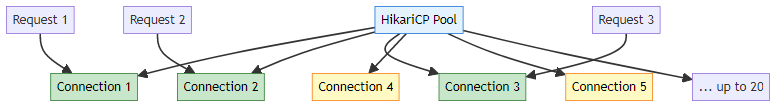 Request 1
Request 2
HikariCP Pool
Request 3
Connection 1
Connection 2
Connection 4
Connection 3
Connection 5
... up to 20